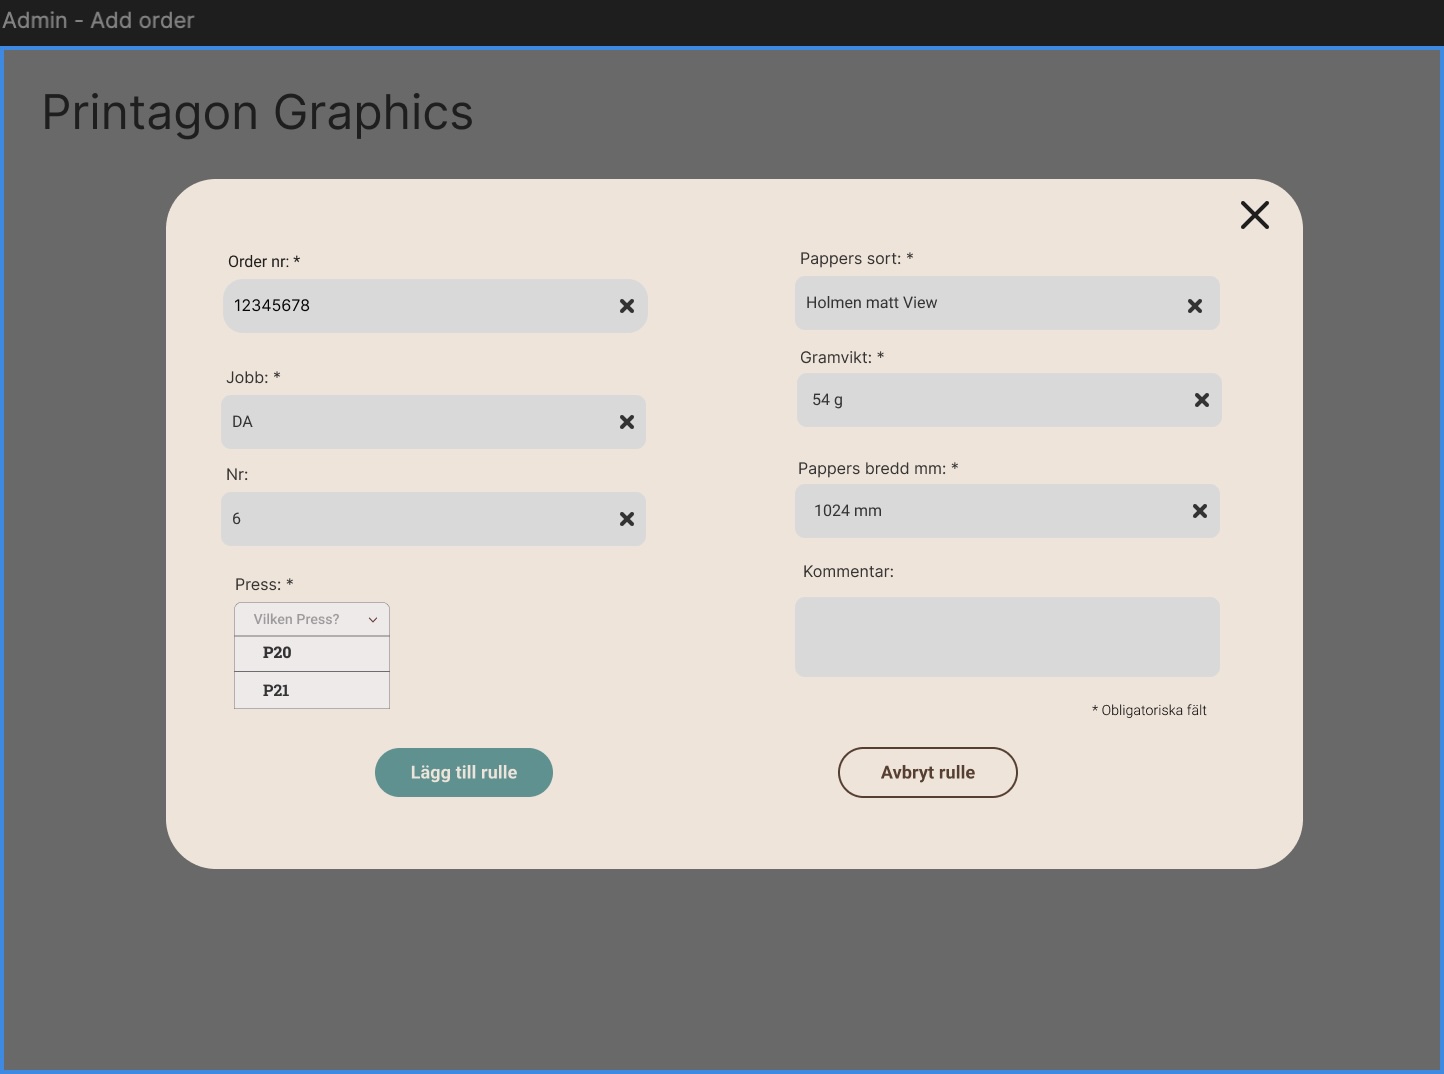 Admin - Add order
Printagon Graphics
Order nr: *
12345678
Jobb: *
DA
Nr:
6
Press: *
Vilken Press?
P20
P21
Pappers sort: *
Holmen matt View
Gramvikt: *
54 g
Pappers bredd mm: *
1024 mm
Kommentar:
* Obligatoriska fält
Lägg till rulle
Avbryt rulle